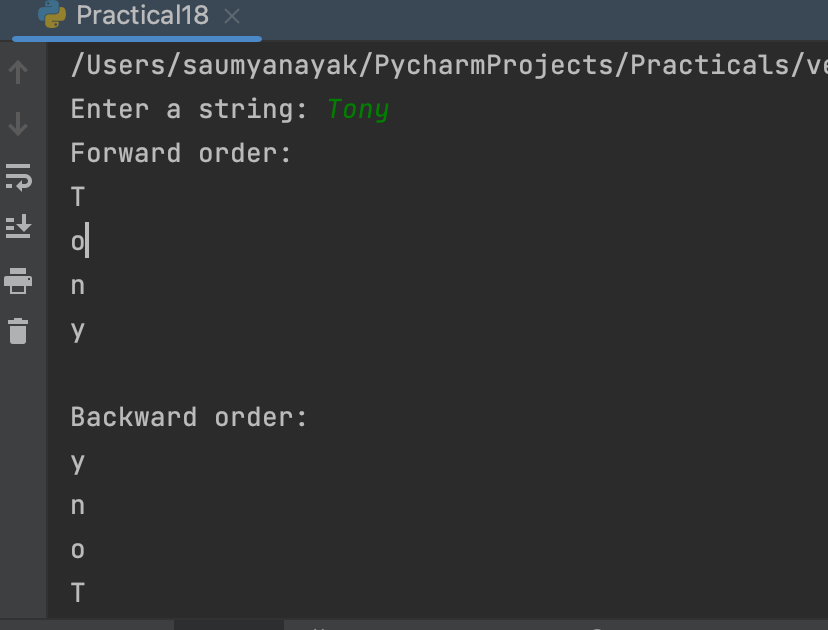 Practical18
/Users/saumyanayak/PycharmProjects/Practicals/ve
Enter a string: Tony
Forward order:
T
o
n
y
Backward order:
y
n
o
T